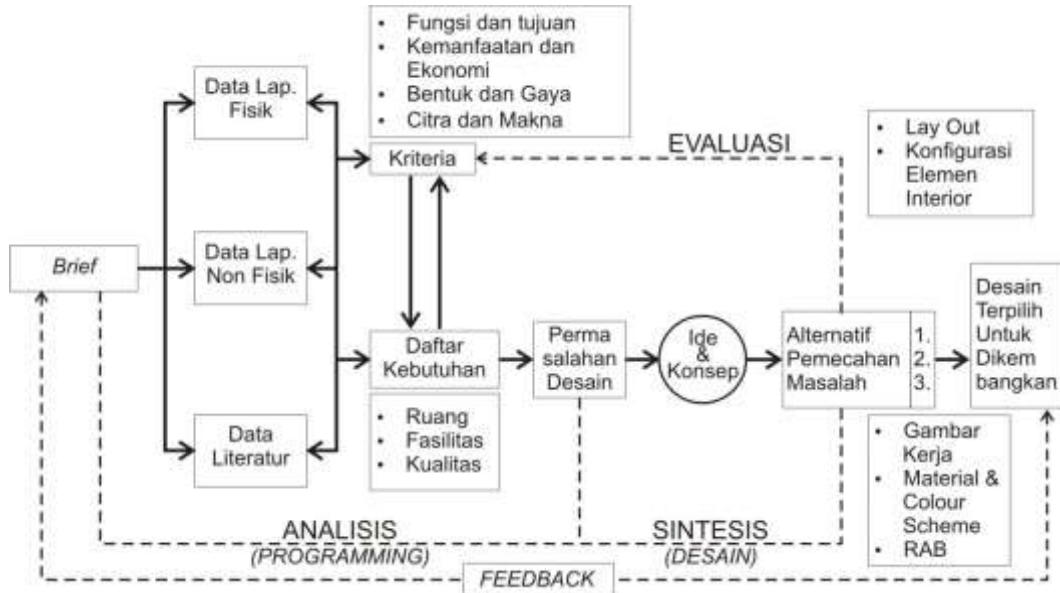 • Fungsi dan tujuan
• Kemanfaatan dan
Ekonomi
• Bentuk dan Gaya
• Citra dan Makna
Data Lap.
Fisik
Kriteria
EVALUASI
• Lay Out
• Konfigurasi
Elemen
Interior
Brief
Data Lap.
Non Fisik
Daftar
Kebutuhan
• Ruang
• Fasilitas
• Kualitas
Perma
salahan
Desain
Ide
&
Konsep
Alternatif
Pemecahan
Masalah
1.
2.
3.
Desain
Terpilih
Untuk
Dikem
bangkan
Data
Literatur
• Gambar
Kerja
• Material &
Colour
Scheme
• RAB
ANALISIS
(PROGRAMMING)
SINTESIS
(DESAIN)
FEEDBACK